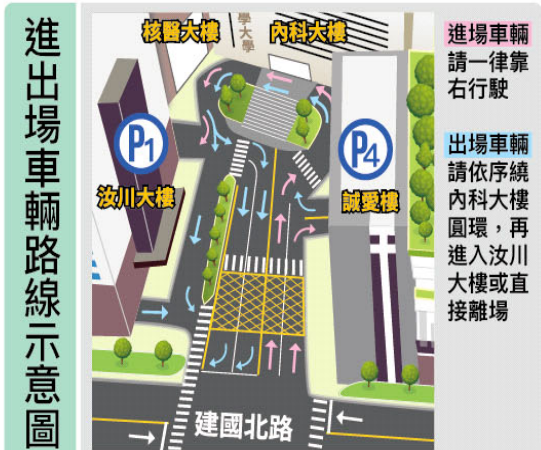 進出場車輛路線示意圖
核醫大樓
學大學
內科大樓
P1
P4
汝川大樓
誠愛樓
建國北路
進場車輛
請一律靠
右行駛
出場車輛
請依序繞
內科大樓
圓環，再
進入汝川
大樓或直
接離場